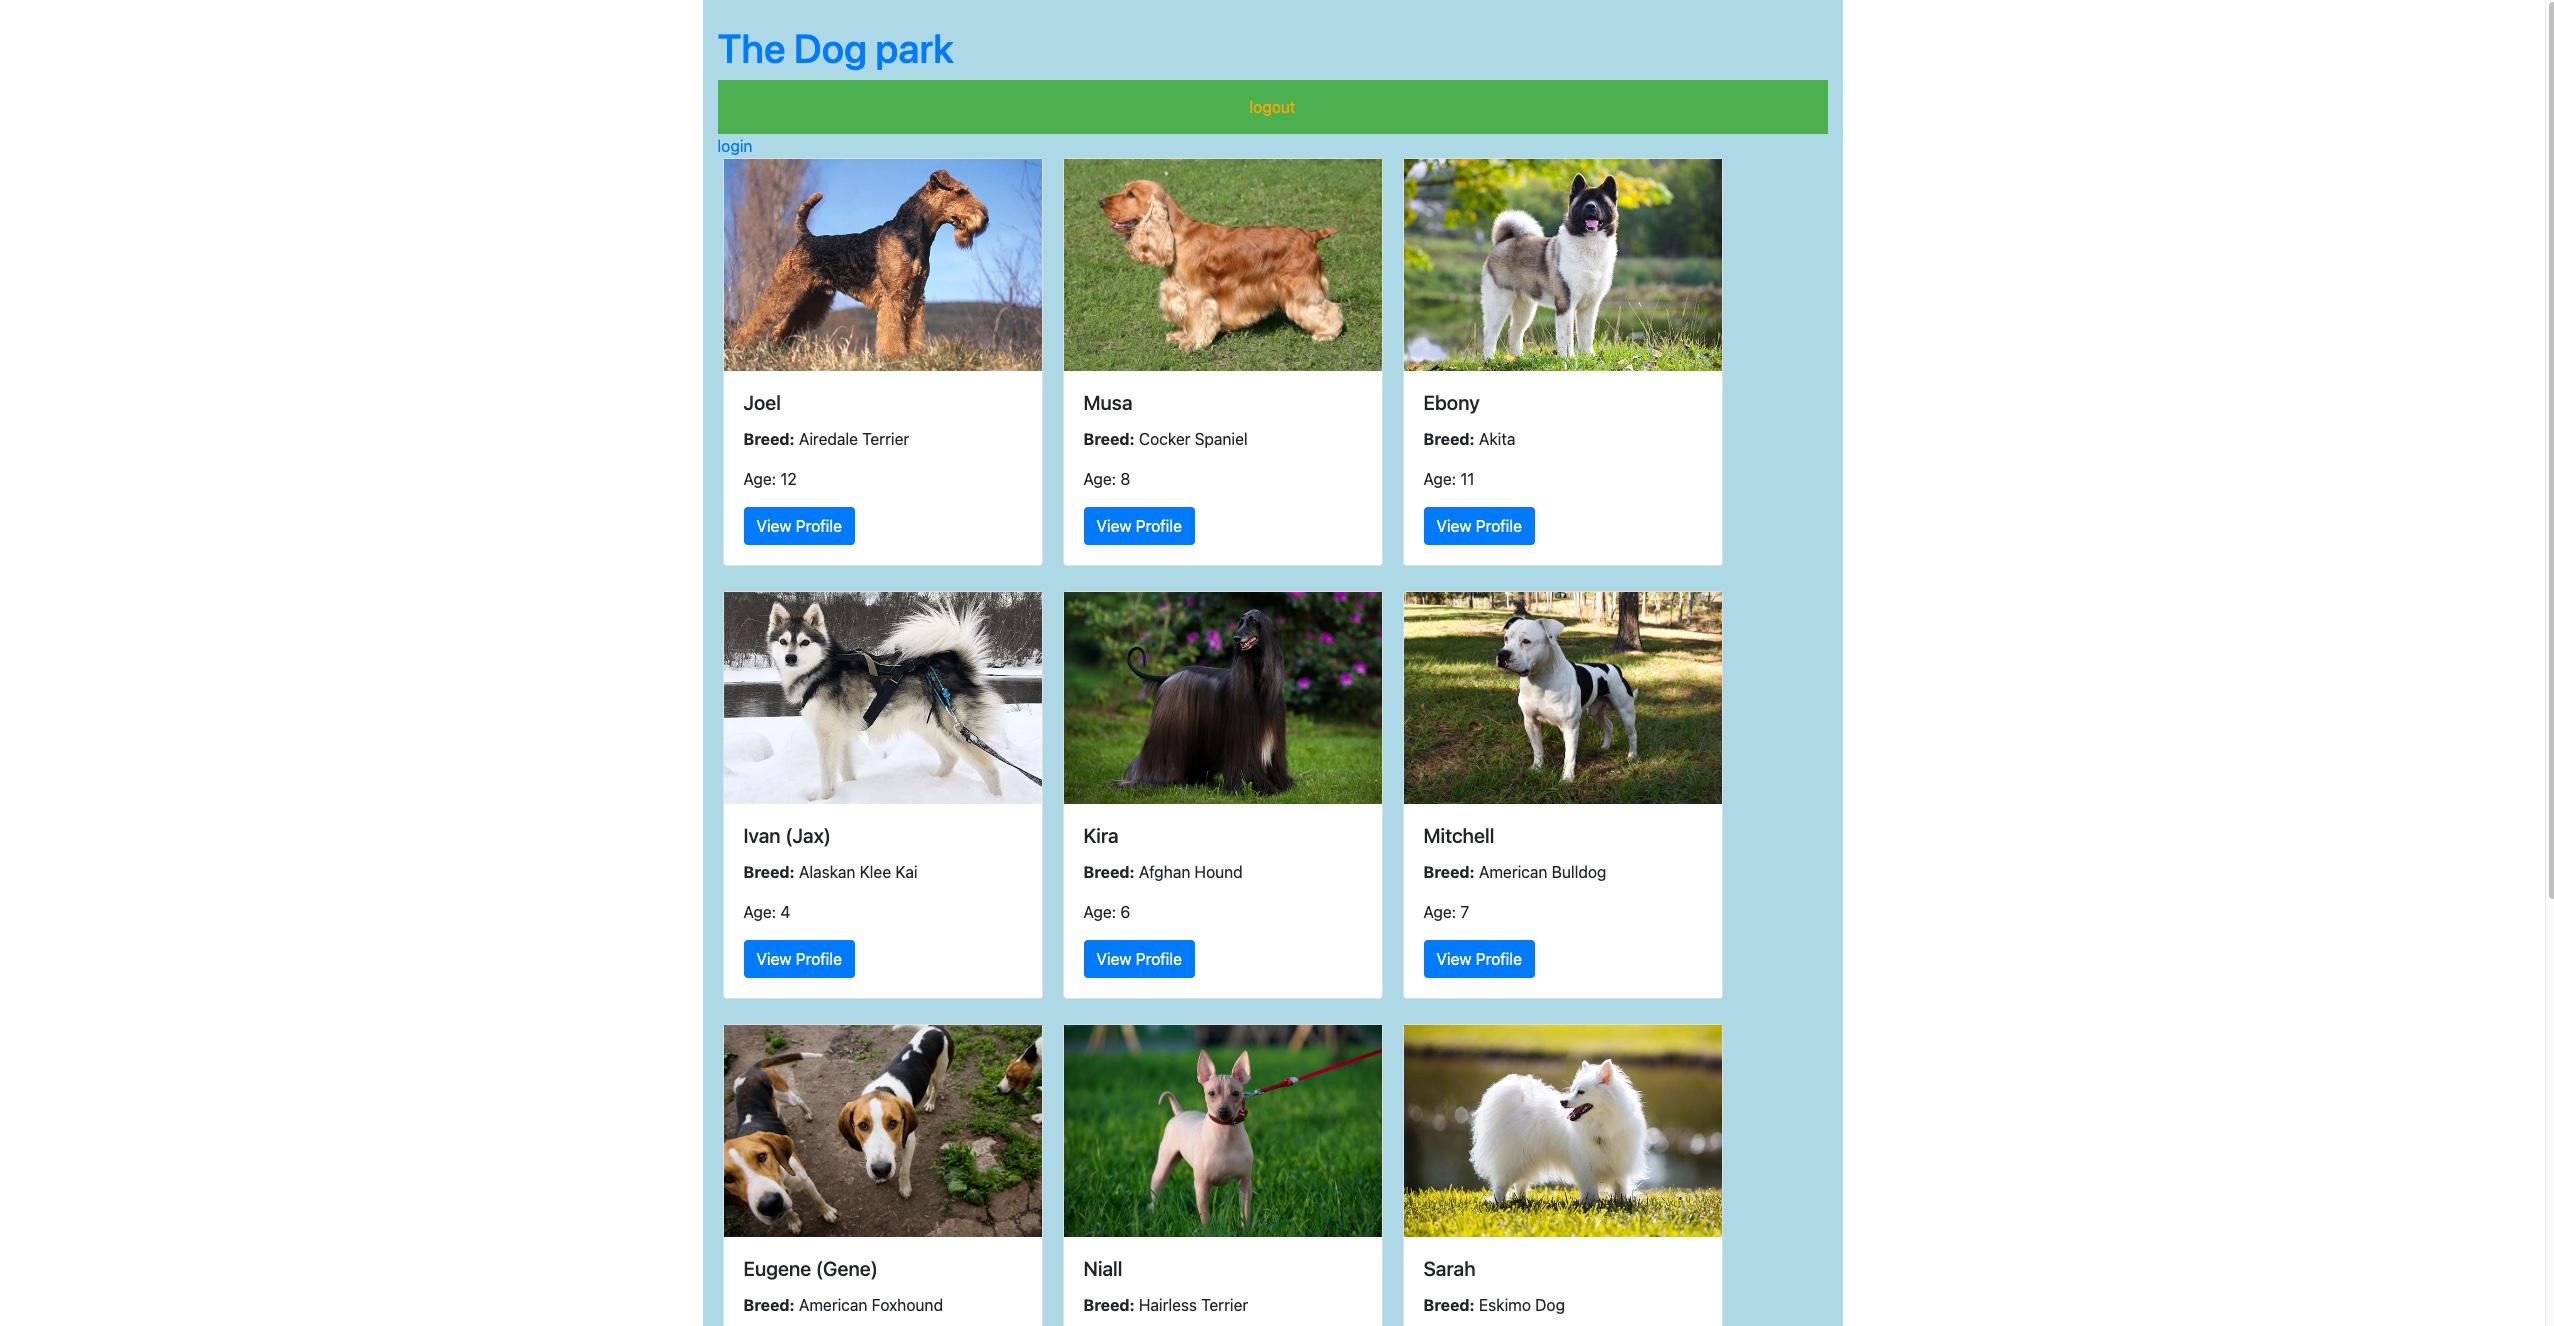 The Dog park
logout
login
Joel
Breed: Airedale Terrier
Age: 12
View Profile
Musa
Breed: Cocker Spaniel
Age: 8
View Profile
Ebony
Breed: Akita
Age: 11
View Profile
Ivan (Jax)
Breed: Alaskan Klee Kai
Age: 4
View Profile
Kira
Breed: Afghan Hound
Age: 6
View Profile
Mitchell
Breed: American Bulldog
Age: 7
View Profile
Eugene (Gene)
Breed: American Foxhound
Niall
Breed: Hairless Terrier
Sarah
Breed: Eskimo Dog